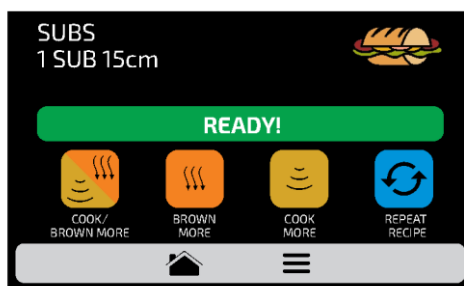 SUBS
1 SUB 15cm
READY!
COOK/
BROWN MORE
BROWN
MORE
COOK
MORE
REPEAT
RECIPE